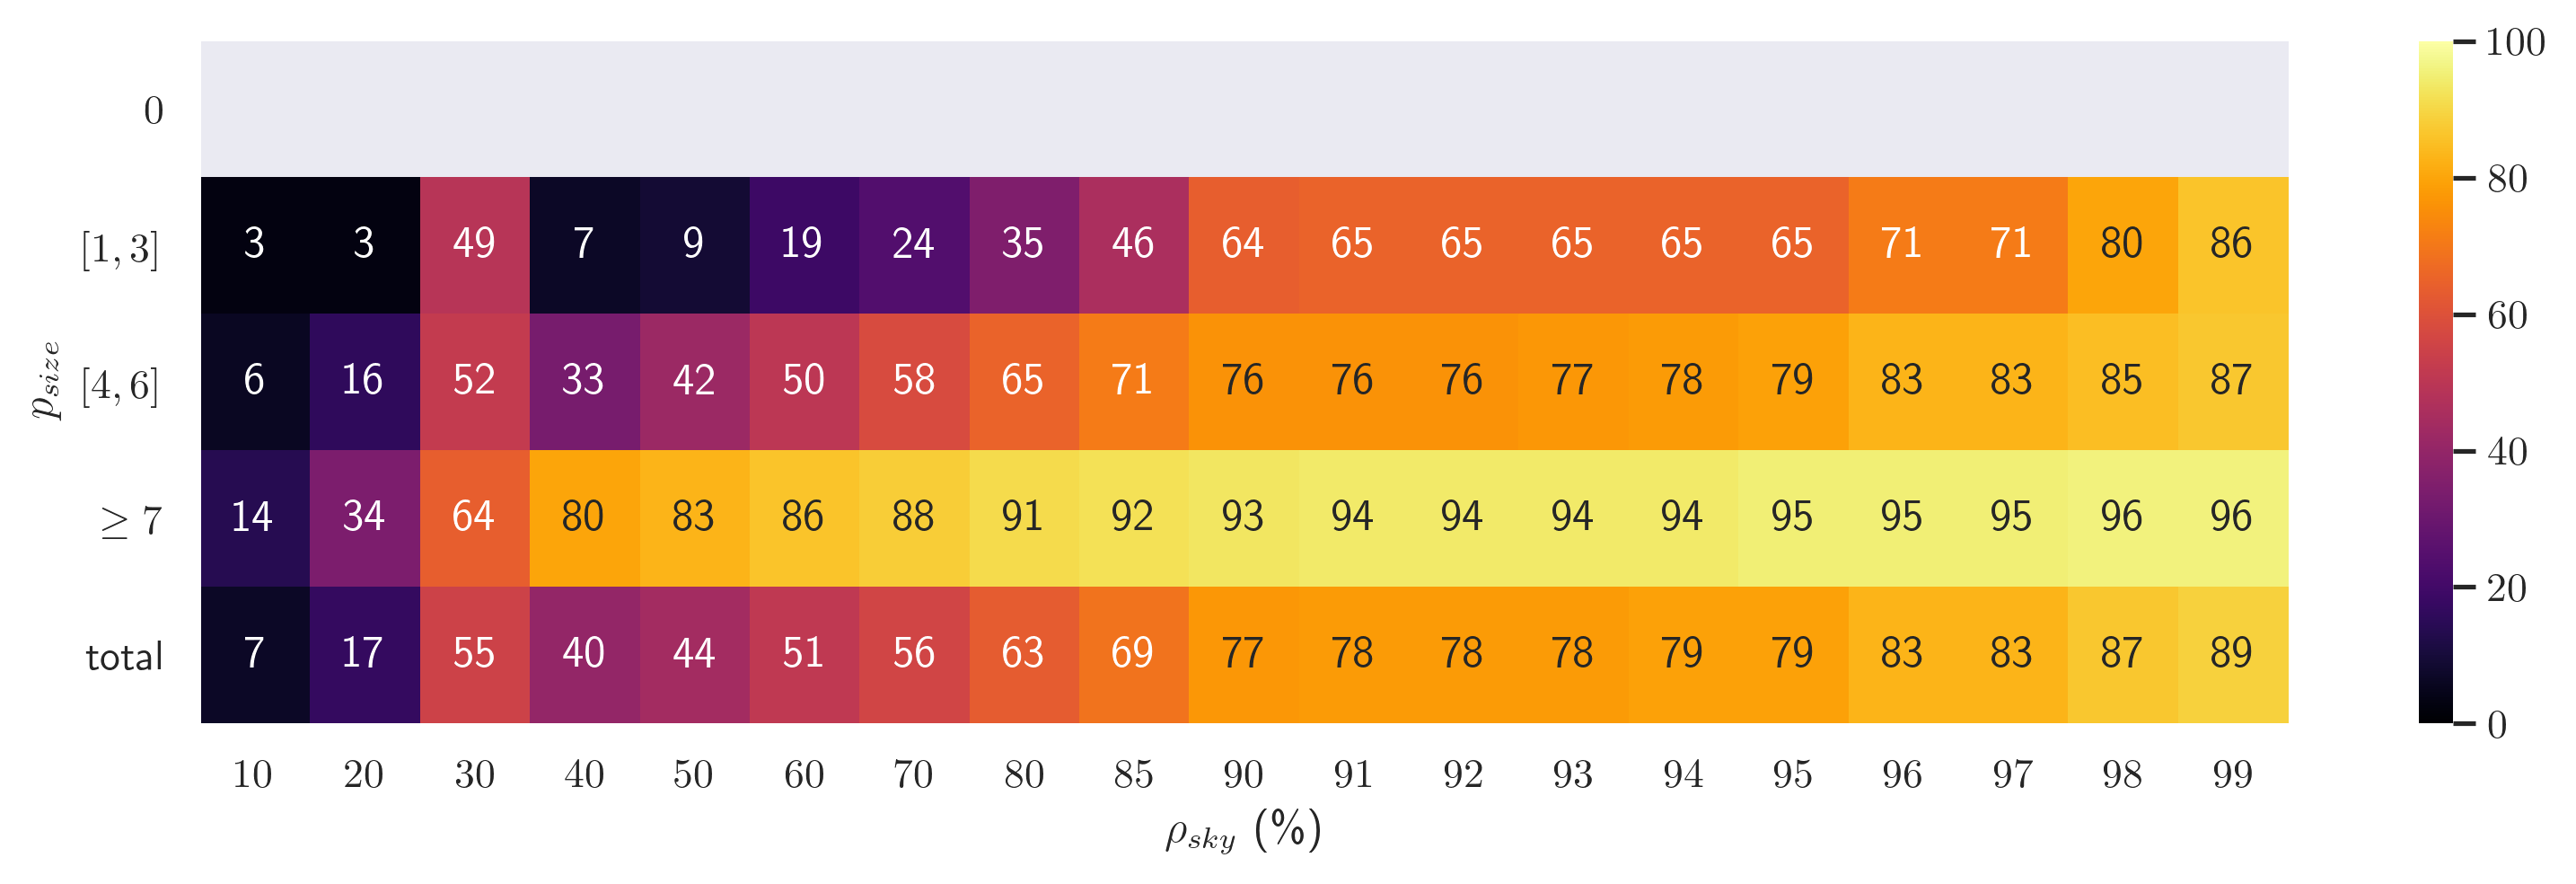 100
0
80
[1, 3] 3 3 49 7 9 19 24 35 46 64 65 65 65 65 65 71 71 80 86
60
p_size
[4, 6] 6 16 52 33 42 50 58 65 71 76 76 76 77 78 79 83 83 85 87
40
≥ 7 14 34 64 80 83 86 88 91 92 93 94 94 94 94 95 95 95 96 96
20
total 7 17 55 40 44 51 56 63 69 77 78 78 78 79 79 83 83 87 89
0
10 20 30 40 50 60 70 80 85 90 91 92 93 94 95 96 97 98 99
ρ_sky (%)